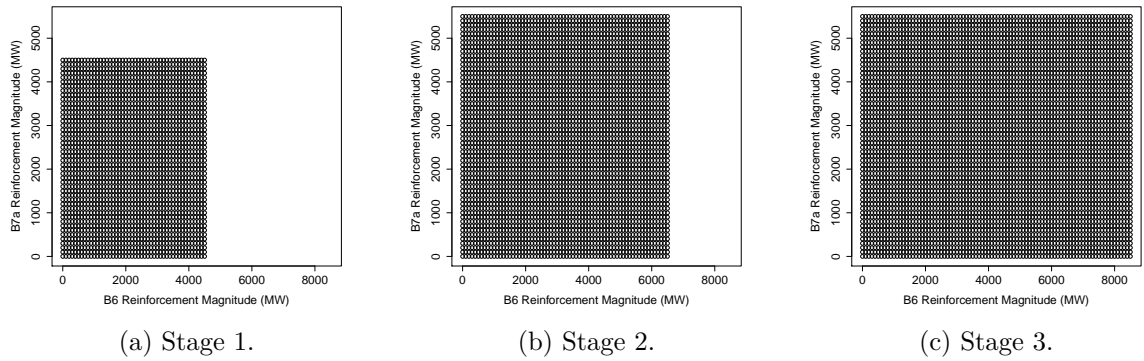 B7a Reinforcement Magnitude (MW)
0 1000 2000 3000 4000 5000
0 2000 4000 6000 8000
B6 Reinforcement Magnitude (MW)
(a) Stage 1.
B7a Reinforcement Magnitude (MW)
0 1000 2000 3000 4000 5000
0 2000 4000 6000 8000
B6 Reinforcement Magnitude (MW)
(b) Stage 2.
B7a Reinforcement Magnitude (MW)
0 1000 2000 3000 4000 5000
0 2000 4000 6000 8000
B6 Reinforcement Magnitude (MW)
(c) Stage 3.